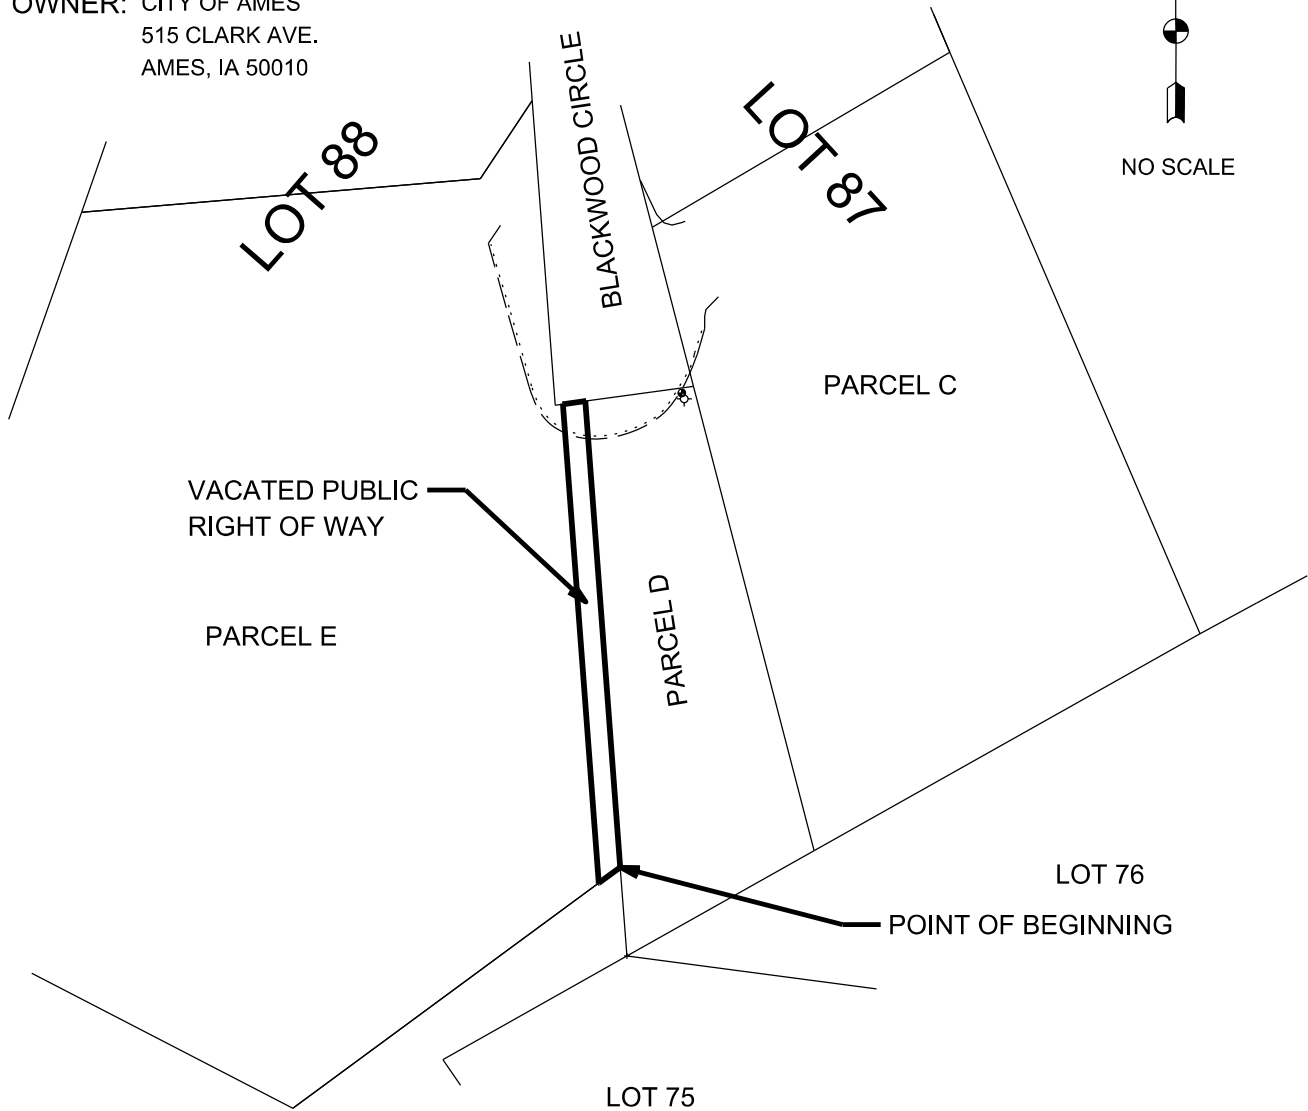 OWNER: CITY OF AMES
515 CLARK AVE.
AMES, IA 50010
BLACKWOOD CIRCLE
LOT 88
LOT 87
NO SCALE
PARCEL C
VACATED PUBLIC
RIGHT OF WAY
PARCEL E
PARCEL D
LOT 76
POINT OF BEGINNING
LOT 75